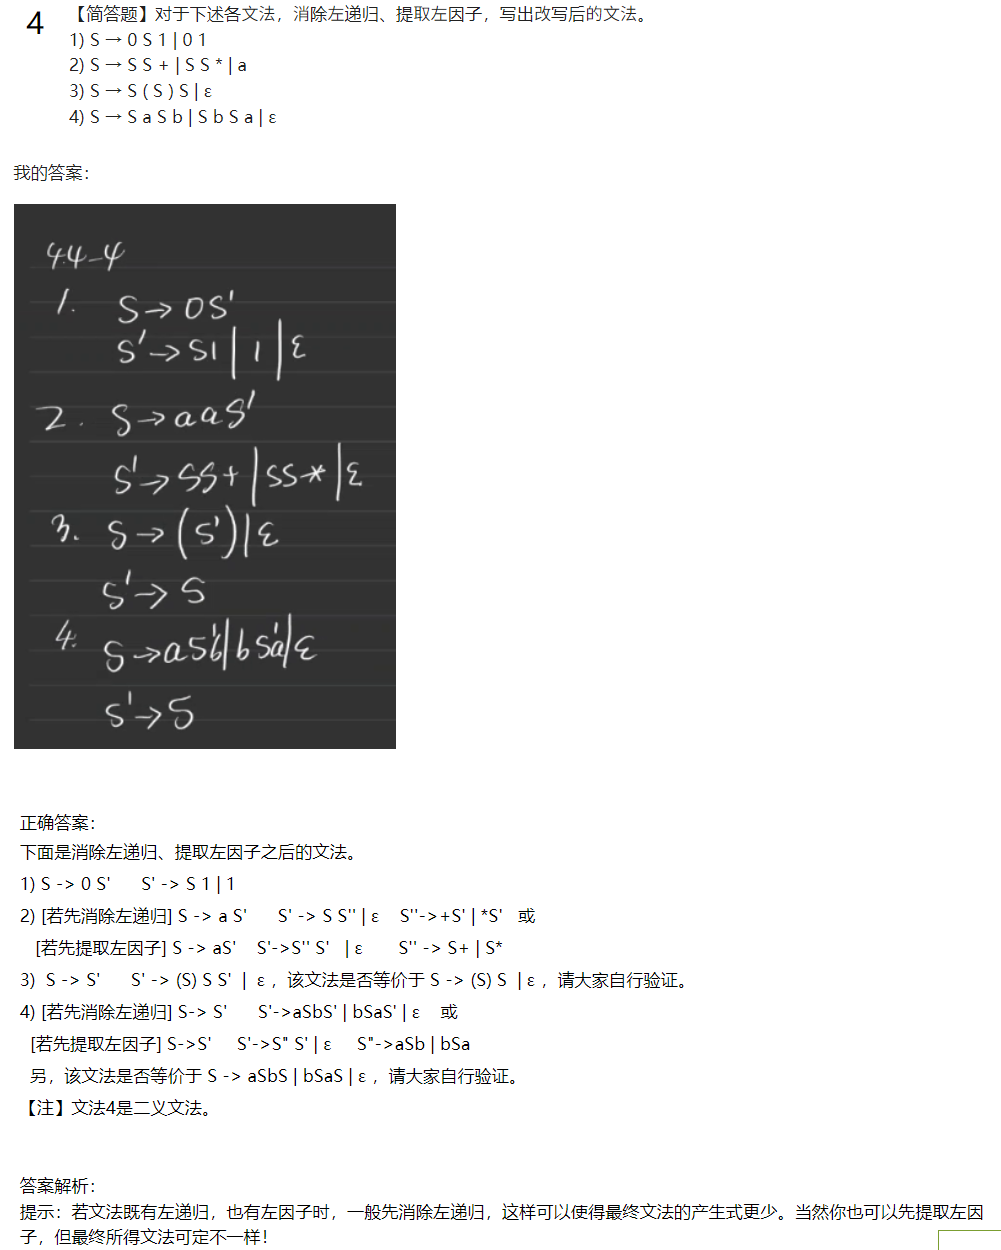 4
【简答题】对于下述各文法，消除左递归、提取左因子，写出改写后的文法。
1) S → 0 S 1 | 0 1
2) S → S S + | S S * | a
3) S → S ( S ) S | ε
4) S → S a S b | S b S a | ε
我的答案：
4.4-4
1. S→0S'
S'→S1|1|ε
2. S→aaS'
S'→SS+|SS*|ε
3. S→(S')|ε
S'→S
4. S→aS'b|bS'a|ε
S'→S
正确答案：
下面是消除左递归、提取左因子之后的文法。
1) S -> 0 S'  S' -> S 1 | 1
2) [若先消除左递归] S -> a S'  S' -> S S'' | ε  S''->+S' | *S'  或
[若先提取左因子] S -> aS'  S'->S'' S' | ε  S'' -> S+ | S*
3) S -> S'  S' -> (S) S S' | ε ，该文法是否等价于 S -> (S) S | ε ，请大家自行验证。
4) [若先消除左递归] S-> S'  S'->aSbS' | bSaS' | ε  或
[若先提取左因子] S->S'  S'->S'' S' | ε  S''->aSb | bSa
另，该文法是否等价于 S -> aSbS | bSaS | ε ，请大家自行验证。
【注】文法4是二义文法。
答案解析：
提示：若文法既有左递归，也有左因子时，一般先消除左递归，这样可以使得最终文法的产生式更少。当然你也可以先提取左因
子，但最终所得文法可定不一样！